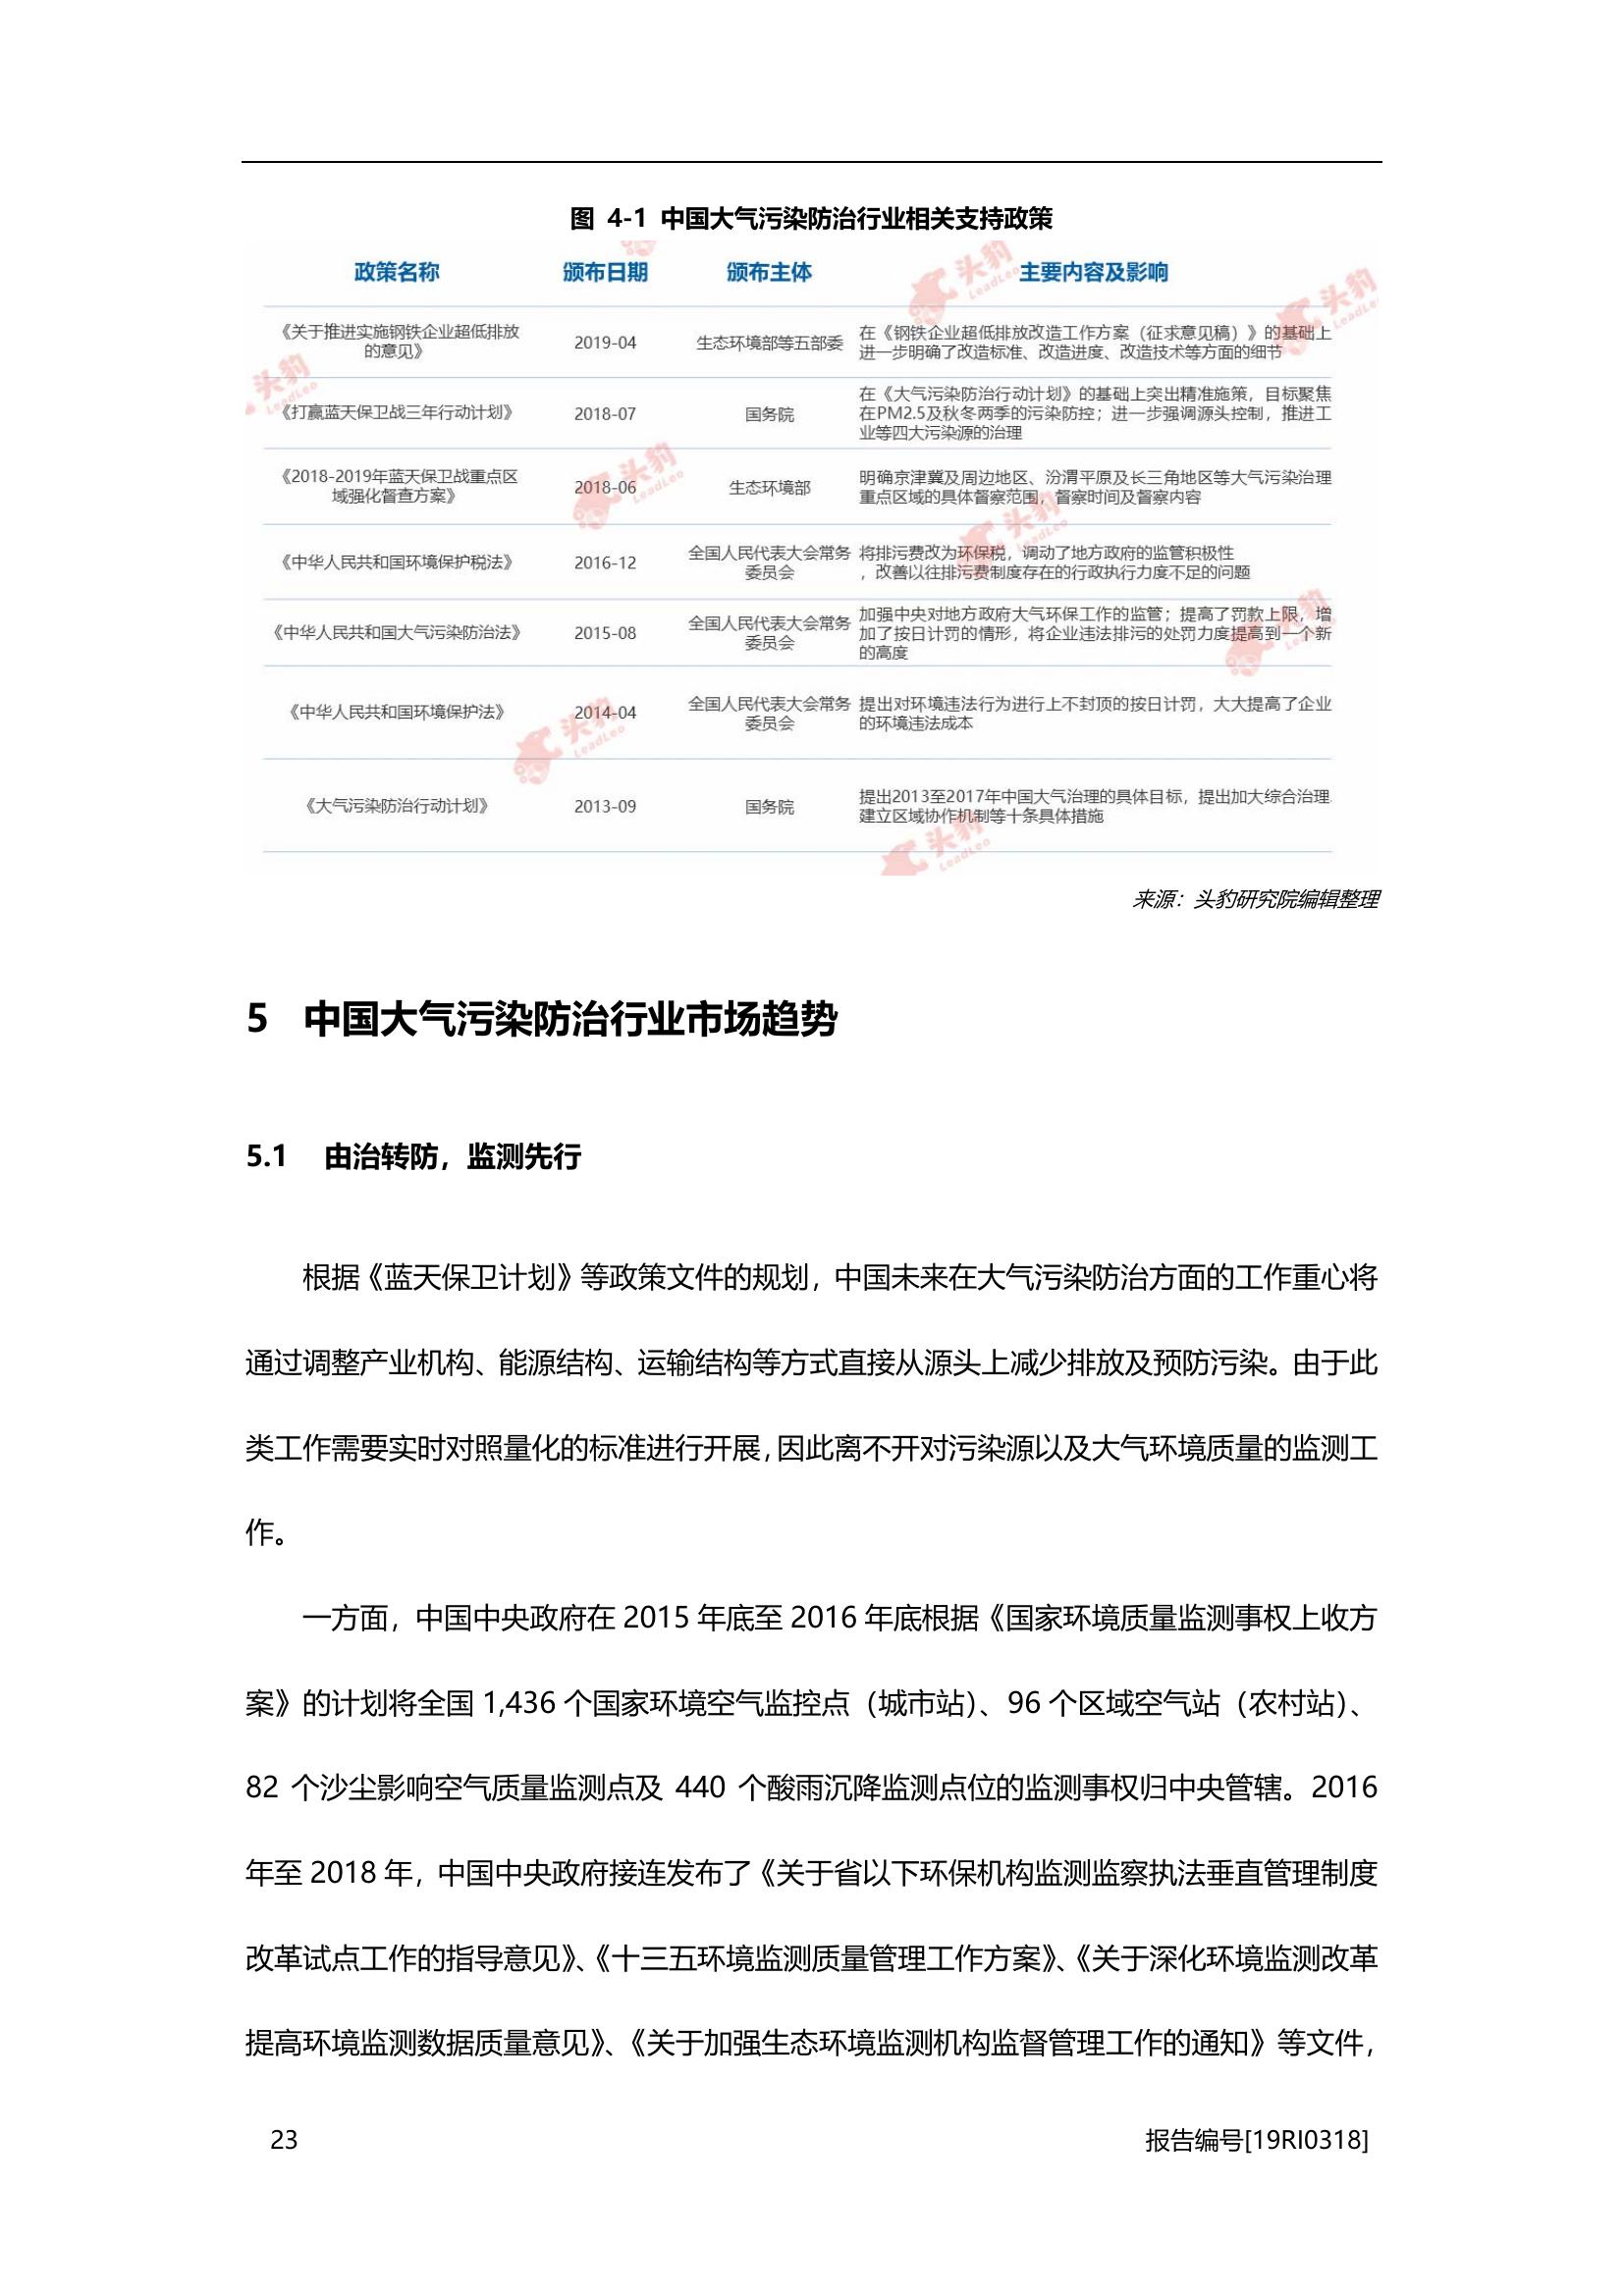 图 4-1 中国大气污染防治行业相关支持政策
政策名称 颁布日期 颁布主体 主要内容及影响
《关于推进实施钢铁企业超低排放
的意见》
2019-04
生态环境部等五部委
在《钢铁企业超低排放改造工作方案（征求意见稿）》的基础上
进一步明确了改造标准、改造进度、改造技术等方面的细节
《打赢蓝天保卫战三年行动计划》
2018-07
国务院
在《大气污染防治行动计划》的基础上突出精准施策，目标聚焦
在PM2.5及秋冬两季的污染防控；进一步强调源头控制，推进工
业等四大污染源的治理
《2018-2019年蓝天保卫战重点区
域强化督查方案》
2018-06
生态环境部
明确京津冀及周边地区、汾渭平原及长三角地区等大气污染治理
重点区域的具体督察范围，督察时间及督察内容
《中华人民共和国环境保护税法》
2016-12
全国人民代表大会常务
委员会
将排污费改为环保税，调动了地方政府的监管积极性
，改善以往排污费制度存在的行政执行力度不足的问题
《中华人民共和国大气污染防治法》
2015-08
全国人民代表大会常务
委员会
加强中央对地方政府大气环保工作的监管；提高了罚款上限，增
加了按日计罚的情形，将企业违法排污的处罚力度提高到一个新
的高度
《中华人民共和国环境保护法》
2014-04
全国人民代表大会常务
委员会
提出对环境违法行为进行上不封顶的按日计罚，大大提高了企业
的环境违法成本
《大气污染防治行动计划》
2013-09
国务院
提出2013至2017年中国大气治理的具体目标，提出加大综合治理
建立区域协作机制等十条具体措施
头豹 LeadLeo
头豹 LeadLeo
头豹 LeadLeo
头豹 LeadLeo
头豹 LeadLeo
头豹
头豹 LeadLeo
头豹 LeadLeo
来源：头豹研究院编辑整理
5 中国大气污染防治行业市场趋势
5.1 由治转防，监测先行
根据《蓝天保卫计划》等政策文件的规划，中国未来在大气污染防治方面的工作重心将
通过调整产业机构、能源结构、运输结构等方式直接从源头上减少排放及预防污染。由于此
类工作需要实时对照量化的标准进行开展，因此离不开对污染源以及大气环境质量的监测工
作。
一方面，中国中央政府在 2015 年底至 2016 年底根据《国家环境质量监测事权上收方
案》的计划将全国 1,436 个国家环境空气监控点（城市站）、96 个区域空气站（农村站）、
82 个沙尘影响空气质量监测点及 440 个酸雨沉降监测点位的监测事权归中央管辖。2016
年至 2018 年，中国中央政府接连发布了《关于省以下环保机构监测监察执法垂直管理制度
改革试点工作的指导意见》、《十三五环境监测质量管理工作方案》、《关于深化环境监测改革
提高环境监测数据质量意见》、《关于加强生态环境监测机构监督管理工作的通知》等文件，
23
报告编号[19RI0318]